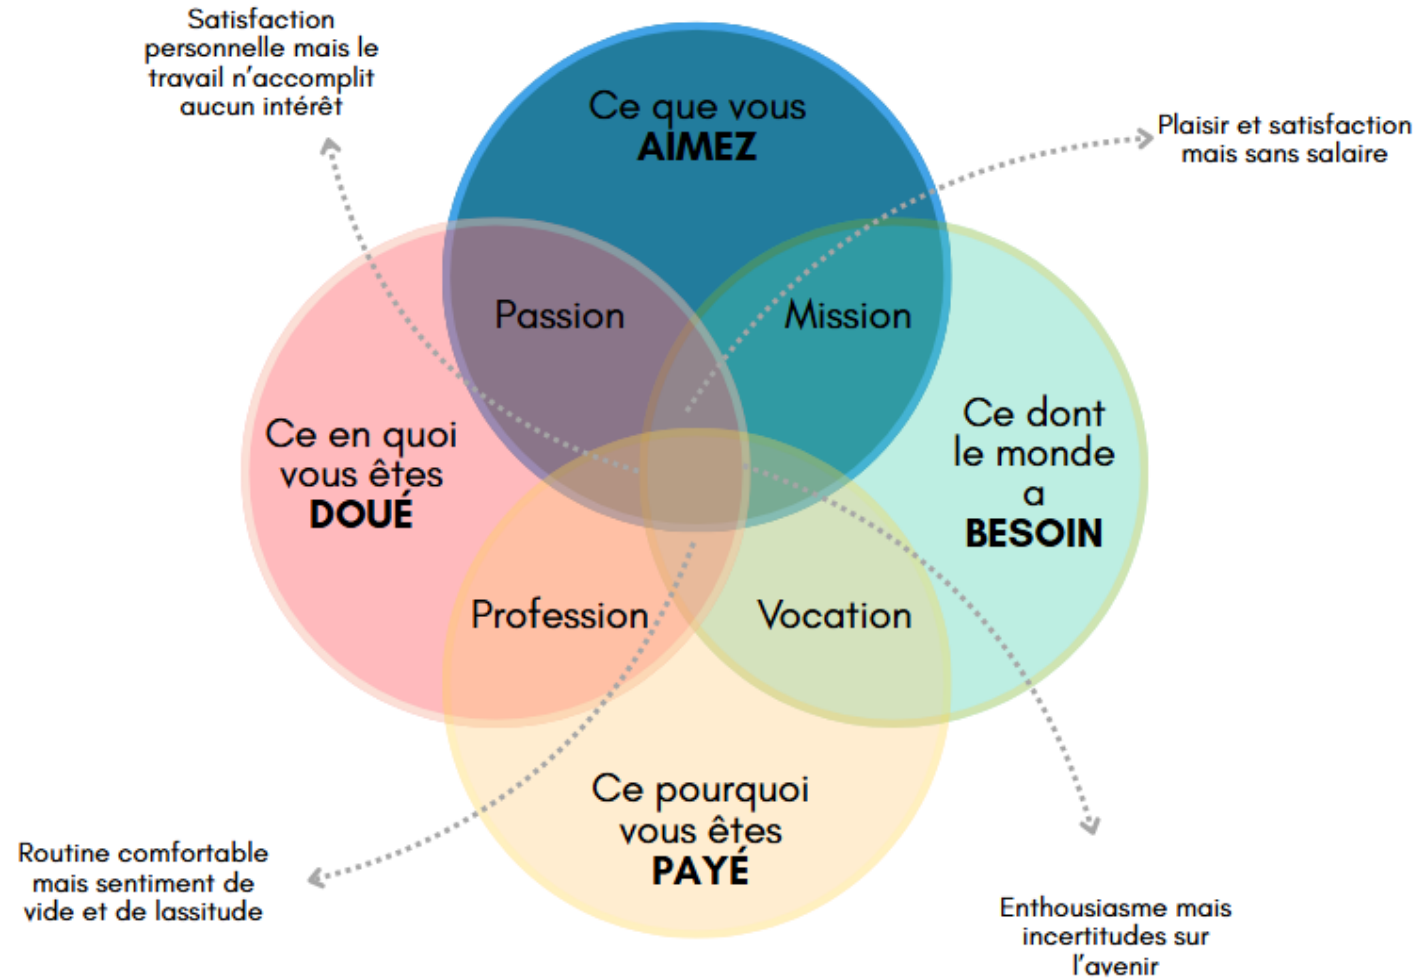 Satisfaction
personnelle mais le
travail n'accomplit
aucun intérêt
Ce que vous
AIMEZ
Plaisir et satisfaction
mais sans salaire
Passion
Mission
Ce en quoi
vous êtes
DOUÉ
Ce dont
le monde
a
BESOIN
Profession
Vocation
Ce pourquoi
vous êtes
PAYÉ
Routine comfortable
mais sentiment de
vide et de lassitude
Enthousiasme mais
incertitudes sur
l'avenir